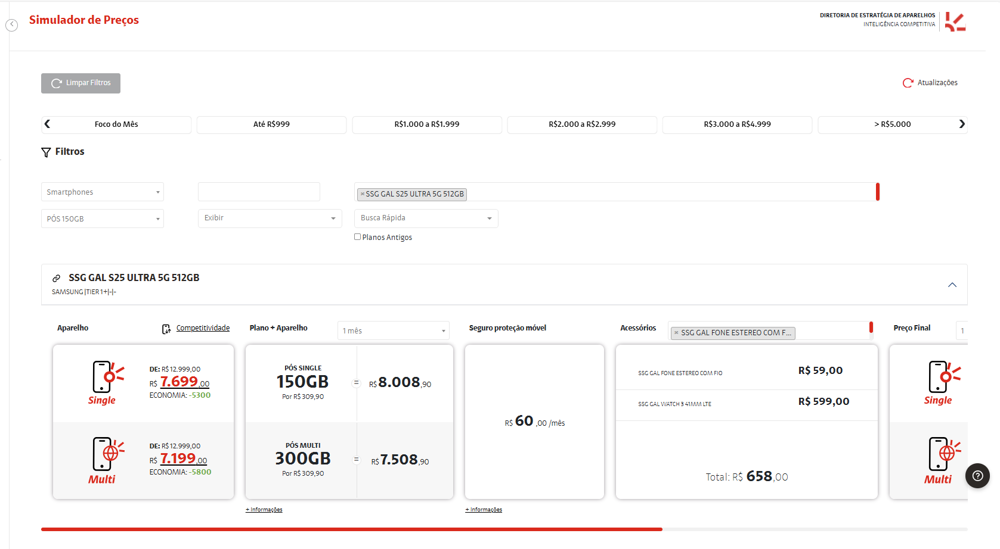 Simulador de Preços
DIRETORIA DE ESTRATÉGIA DE APARELHOS
INTELIGÊNCIA COMPETITIVA
Limpar Filtros
Atualizações
Foco do Mês
Até R$999
R$1.000 a R$1.999
R$2.000 a R$2.999
R$3.000 a R$4.999
> R$5.000
Filtros
Smartphones
× SSG GAL S25 ULTRA 5G 512GB
PÓS 150GB
Exibir
Busca Rápida
Planos Antigos
SSG GAL S25 ULTRA 5G 512GB
SAMSUNG |TIER 1+|-|-
Aparelho
Competitividade
Plano + Aparelho
1 mês
Seguro proteção móvel
Acessórios
× SSG GAL FONE ESTEREO COM F...
Preço Final
1
Single
DE: R$ 12.999,00
R$ 7.699,00
ECONOMIA: -5300
PÓS SINGLE
150GB
Por R$ 309,90
=
R$ 8.008,90
Multi
DE: R$ 12.999,00
R$ 7.199,00
ECONOMIA: -5800
PÓS MULTI
300GB
Por R$ 309,90
=
R$ 7.508,90
R$ 60 ,00 /mês
SSG GAL FONE ESTEREO COM FIO
R$ 59,00
SSG GAL WATCH 3 41MM LTE
R$ 599,00
Total: R$ 658,00
Single
Multi
+ Informações
+ Informações